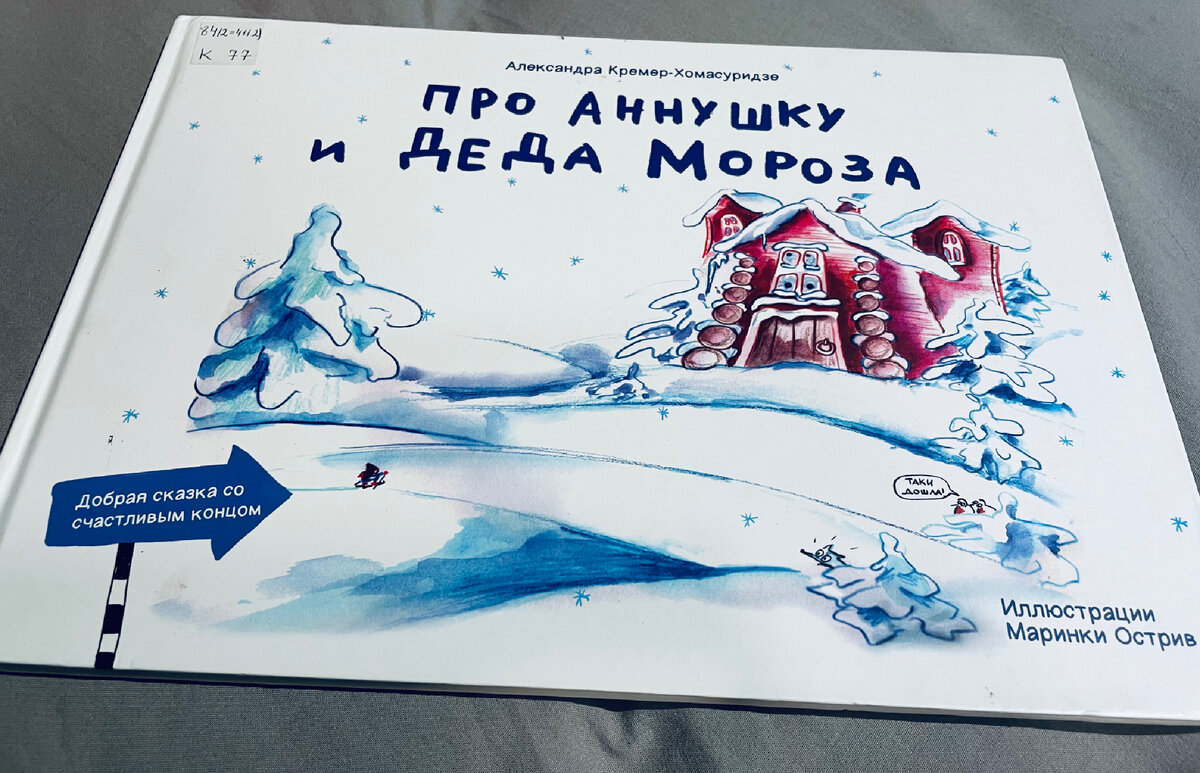 84(2=411.2)
К 77
Александра Кремер-Хомасуридзе
ПРО АННУШКУ
И ДЕДА МОРОЗА
Добрая сказка со
счастливым концом
ТАКИ
ДОШЛА!
Иллюстрации
Маринки Острив